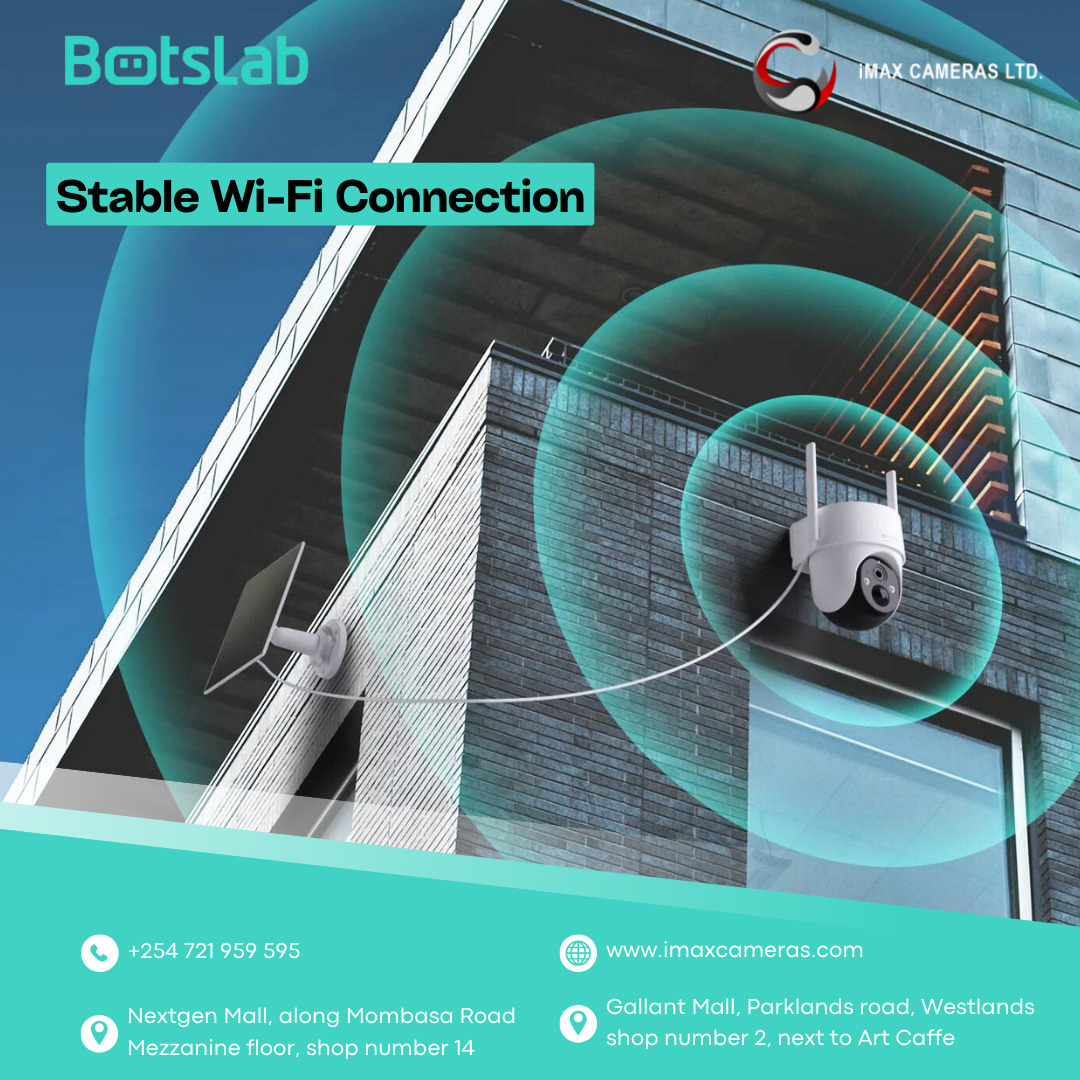 BotsLab
iMAX CAMERAS LTD.
Stable Wi-Fi Connection
+254 721 959 595
www.imaxcameras.com
Nextgen Mall, along Mombasa Road
Mezzanine floor, shop number 14
Gallant Mall, Parklands road, Westlands
shop number 2, next to Art Caffe